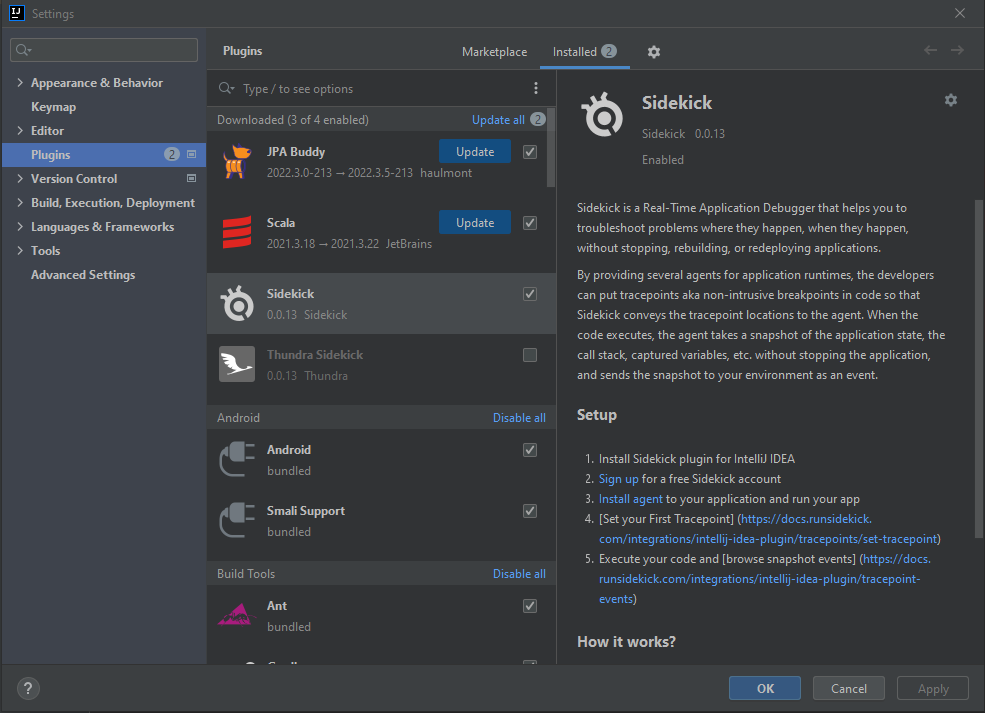 IJ
Settings
Appearance & Behavior
Keymap
Editor
Plugins 2
Version Control
Build, Execution, Deployment
Languages & Frameworks
Tools
Advanced Settings
Plugins
Marketplace
Installed 2
Type / to see options
Downloaded (3 of 4 enabled) Update all 2
JPA Buddy Update
2022.3.0-213 → 2022.3.5-213 haulmont
Scala Update
2021.3.18 → 2021.3.22 JetBrains
Sidekick
0.0.13 Sidekick
Thundra Sidekick
0.0.13 Thundra
Android Disable all
Android
bundled
Smali Support
bundled
Build Tools Disable all
Ant
bundled
Sidekick
Sidekick 0.0.13
Enabled
Sidekick is a Real-Time Application Debugger that helps you to
troubleshoot problems where they happen, when they happen,
without stopping, rebuilding, or redeploying applications.
By providing several agents for application runtimes, the developers
can put tracepoints aka non-intrusive breakpoints in code so that
Sidekick conveys the tracepoint locations to the agent. When the
code executes, the agent takes a snapshot of the application state, the
call stack, captured variables, etc. without stopping the application,
and sends the snapshot to your environment as an event.
Setup
1. Install Sidekick plugin for IntelliJ IDEA
2. Sign up for a free Sidekick account
3. Install agent to your application and run your app
4. [Set your First Tracepoint] (https://docs.runsidekick.
com/integrations/intellij-idea-plugin/tracepoints/set-tracepoint)
5. Execute your code and [browse snapshot events] (https://docs.
runsidekick.com/integrations/intellij-idea-plugin/tracepoint-
events)
How it works?
?
OK
Cancel
Apply